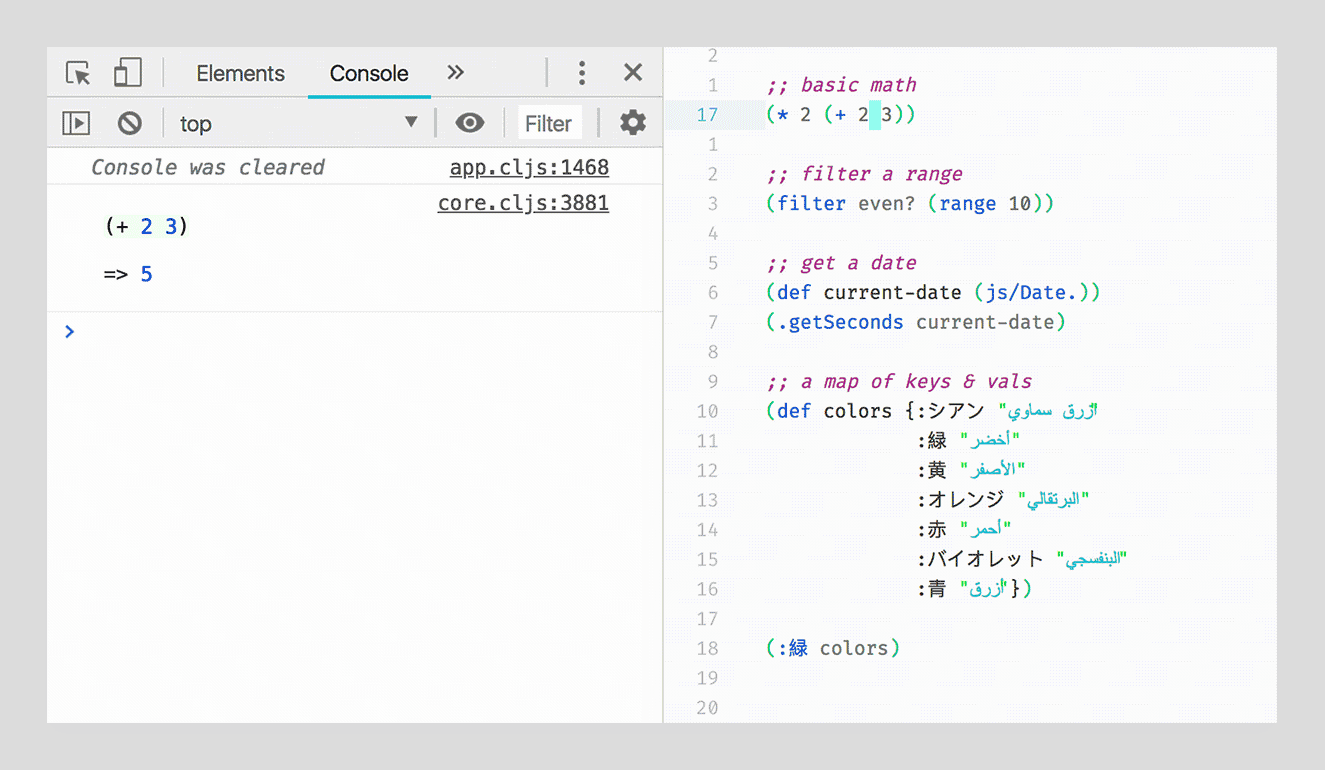 Elements Console »
top Filter
Console was cleared app.cljs:1468
core.cljs:3881
(+ 2 3)
=> 5
>
2
1 ;; basic math
17 (* 2 (+ 2 3))
1
2 ;; filter a range
3 (filter even? (range 10))
4
5 ;; get a date
6 (def current-date (js/Date.))
7 (.getSeconds current-date)
8
9 ;; a map of keys & vals
10 (def colors {:シアン "أزرق سماوي"
11 :緑 "أخضر"
12 :黄 "الأصفر"
13 :オレンジ "البرتقالي"
14 :赤 "أحمر"
15 :バイオレット "البنفسجي"
16 :青 "أزرق"})
17
18 (:緑 colors)
19
20